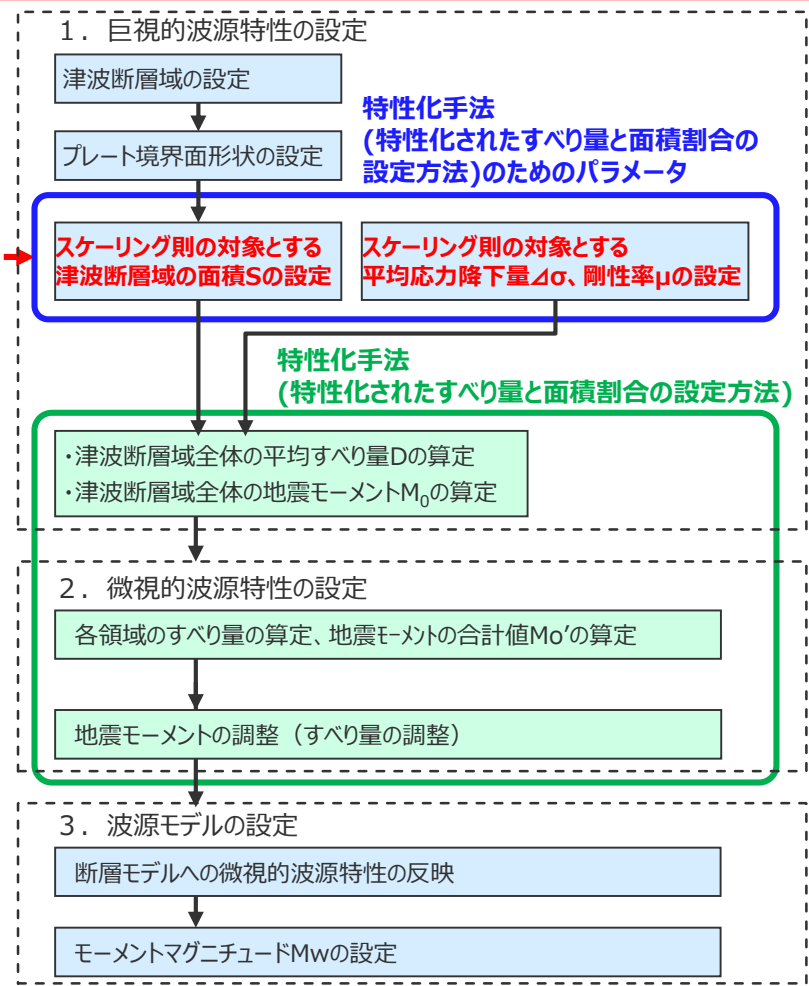 1．巨視的波源特性の設定
津波断層域の設定
特性化手法
(特性化されたすべり量と面積割合の
設定方法)のためのパラメータ
プレート境界面形状の設定
スケーリング則の対象とする
津波断層域の面積Sの設定
スケーリング則の対象とする
平均応力降下量⊿σ、剛性率μの設定
特性化手法
(特性化されたすべり量と面積割合の設定方法)
・津波断層域全体の平均すべり量Dの算定
・津波断層域全体の地震モーメントM₀の算定
2．微視的波源特性の設定
各領域のすべり量の算定、地震ﾓｰﾒﾝﾄの合計値Mo’の算定
地震モーメントの調整（すべり量の調整）
3．波源モデルの設定
断層モデルへの微視的波源特性の反映
モーメントマグニチュードMwの設定